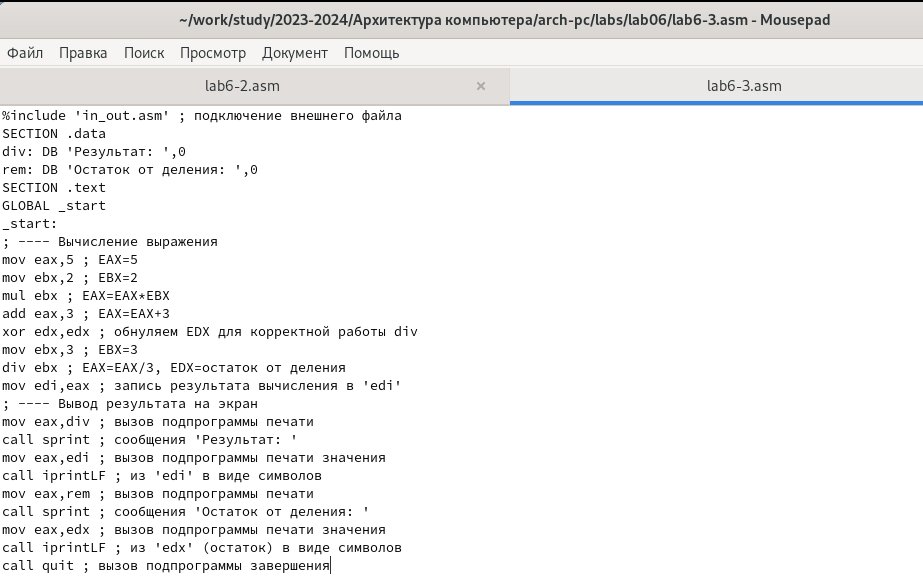 ~/work/study/2023-2024/Архитектура компьютера/arch-pc/labs/lab06/lab6-3.asm - Mousepad
Файл Правка Поиск Просмотр Документ Помощь
lab6-2.asm × lab6-3.asm
%include 'in_out.asm' ; подключение внешнего файла
SECTION .data
div: DB 'Результат: ',0
rem: DB 'Остаток от деления: ',0
SECTION .text
GLOBAL _start
_start:
; ---- Вычисление выражения
mov eax,5 ; EAX=5
mov ebx,2 ; EBX=2
mul ebx ; EAX=EAX*EBX
add eax,3 ; EAX=EAX+3
xor edx,edx ; обнуляем EDX для корректной работы div
mov ebx,3 ; EBX=3
div ebx ; EAX=EAX/3, EDX=остаток от деления
mov edi,eax ; запись результата вычисления в 'edi'
; ---- Вывод результата на экран
mov eax,div ; вызов подпрограммы печати
call sprint ; сообщения 'Результат: '
mov eax,edi ; вызов подпрограммы печати значения
call iprintLF ; из 'edi' в виде символов
mov eax,rem ; вызов подпрограммы печати
call sprint ; сообщения 'Остаток от деления: '
mov eax,edx ; вызов подпрограммы печати значения
call iprintLF ; из 'edx' (остаток) в виде символов
call quit ; вызов подпрограммы завершения